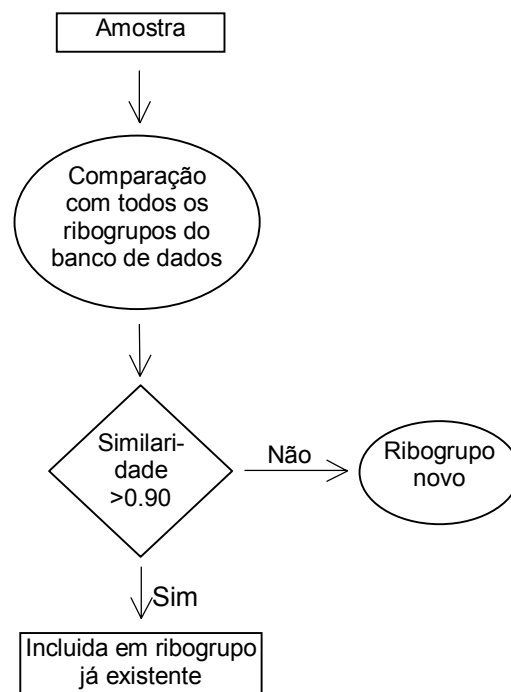 Amostra
Comparação
com todos os
ribogrupos do
banco de dados
Similari-
dade
>0.90
Não
Ribogrupo
novo
Sim
Incluida em ribogrupo
já existente